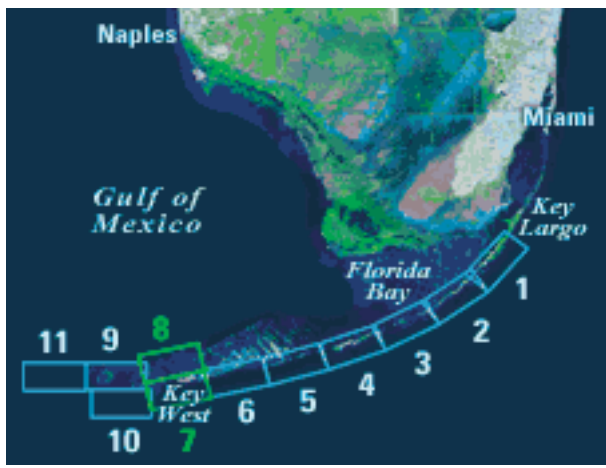 Naples
Miami
Gulf of
Mexico
Key
Largo
Florida
Bay
1
2
3
4
5
6
8
9
11
Key
West
7
10